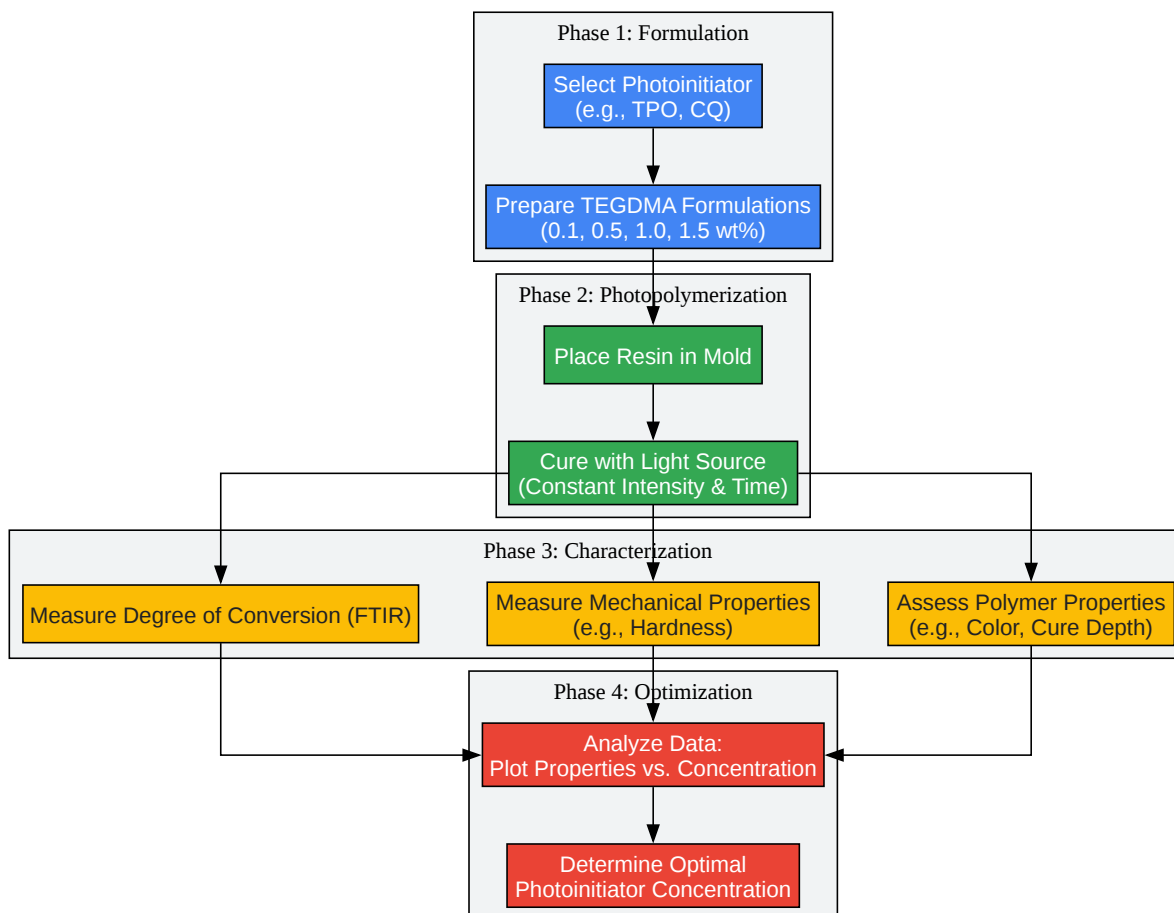 Phase 1: Formulation
Select Photoinitiator
(e.g., TPO, CQ)
Prepare TEGDMA Formulations
(0.1, 0.5, 1.0, 1.5 wt%)
Phase 2: Photopolymerization
Place Resin in Mold
Cure with Light Source
(Constant Intensity & Time)
Phase 3: Characterization
Measure Degree of Conversion (FTIR)
Measure Mechanical Properties
(e.g., Hardness)
Assess Polymer Properties
(e.g., Color, Cure Depth)
Phase 4: Optimization
Analyze Data:
Plot Properties vs. Concentration
Determine Optimal
Photoinitiator Concentration